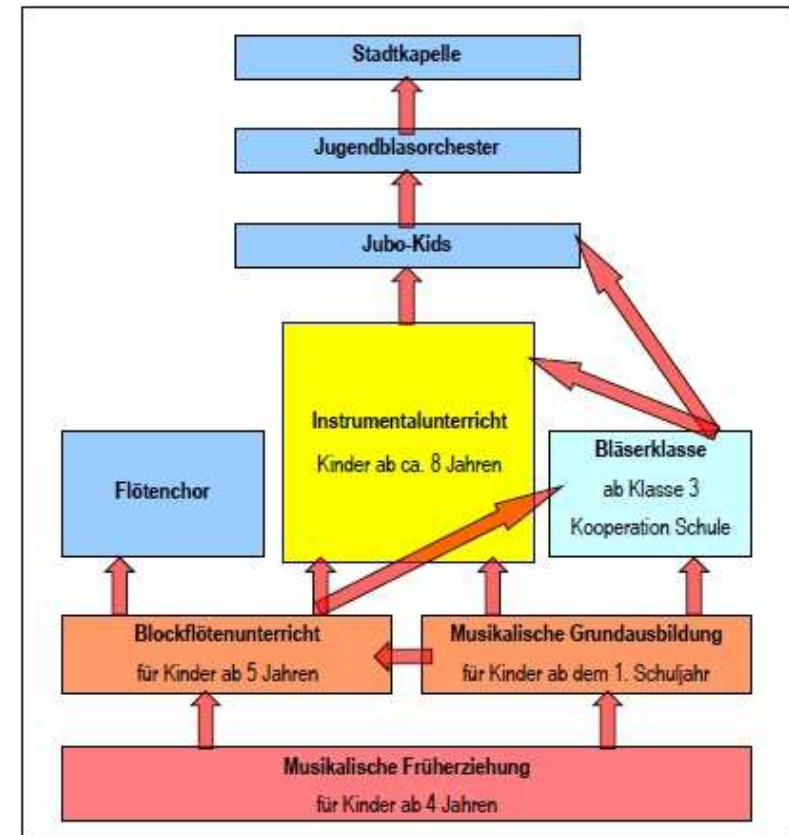 Stadtkapelle
Jugendblasorchester
Jubo-Kids
Instrumentalunterricht
Kinder ab ca. 8 Jahren
Flötenchor
Bläserklasse
ab Klasse 3
Kooperation Schule
Blockflötenunterricht
für Kinder ab 5 Jahren
Musikalische Grundausbildung
für Kinder ab dem 1. Schuljahr
Musikalische Früherziehung
für Kinder ab 4 Jahren